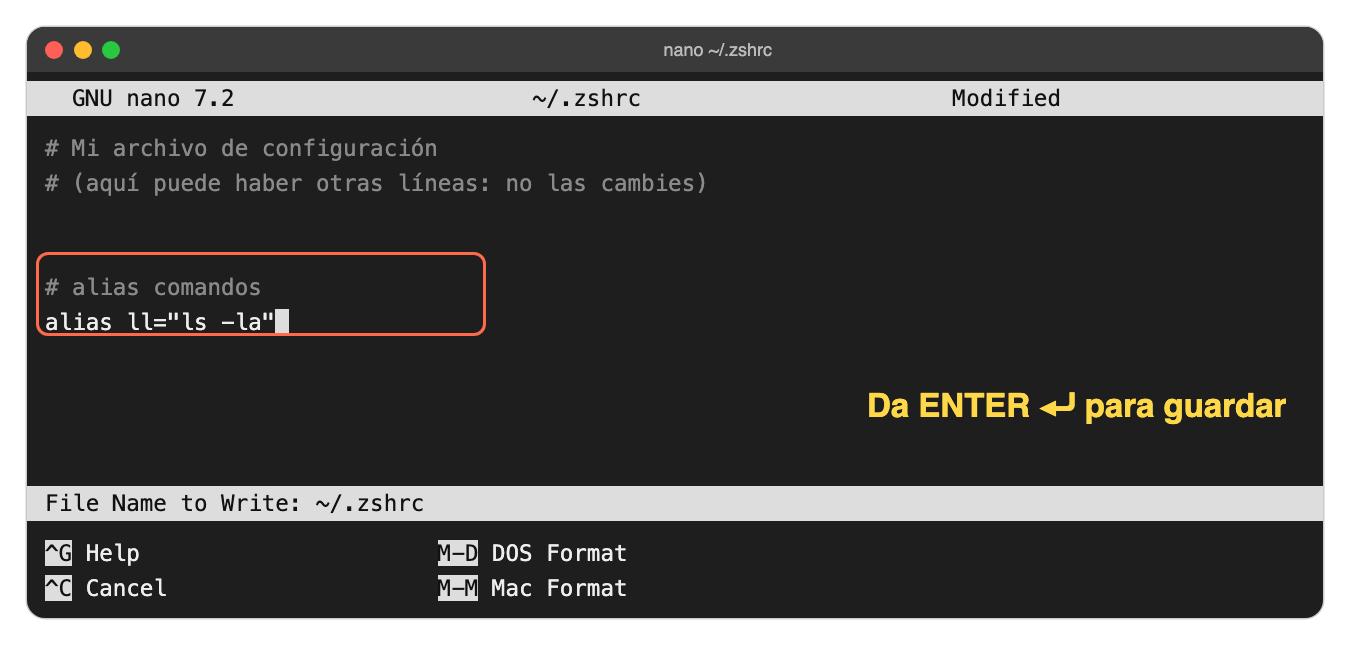 nano ~/.zshrc
GNU nano 7.2 ~/.zshrc Modified
# Mi archivo de configuración
# (aquí puede haber otras líneas: no las cambies)
# alias comandos
alias ll="ls -la"
Da ENTER ↵ para guardar
File Name to Write: ~/.zshrc
^G Help M-D DOS Format
^C Cancel M-M Mac Format